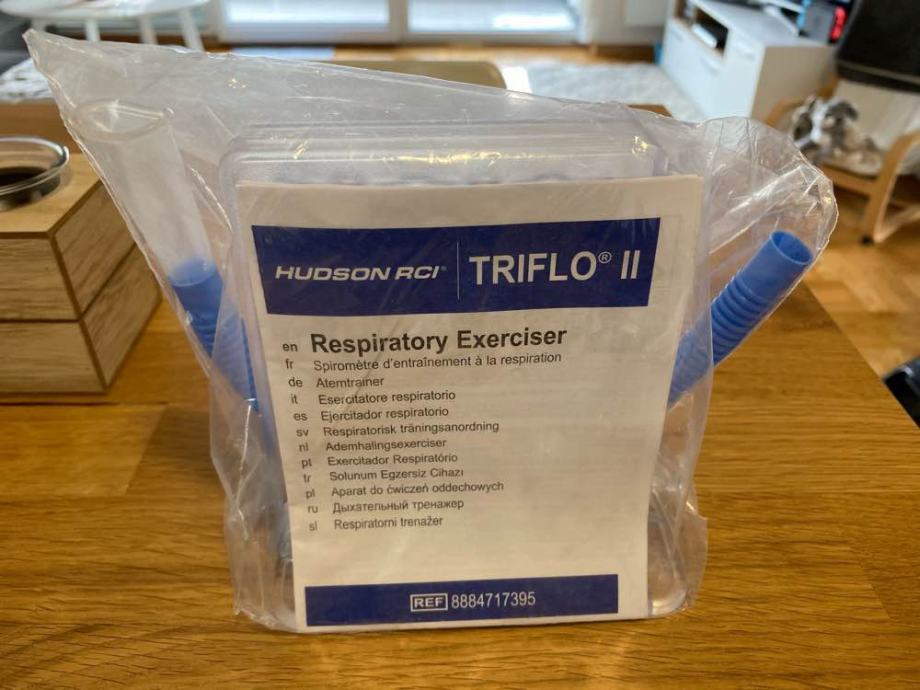 HUDSON RCI® TRIFLO® II
en Respiratory Exerciser
fr Spiromètre d'entraînement à la respiration
de Atemtrainer
it Esercitatore respiratorio
es Ejercitador respiratorio
sv Respiratorisk träningsanordning
nl Ademhalingsexerciser
pt Exercitador Respiratório
tr Solunum Egzersiz Cihazı
pl Aparat do ćwiczeń oddechowych
ru Дыхательный тренажер
sl Respiratorni trenažer
REF 8884717395